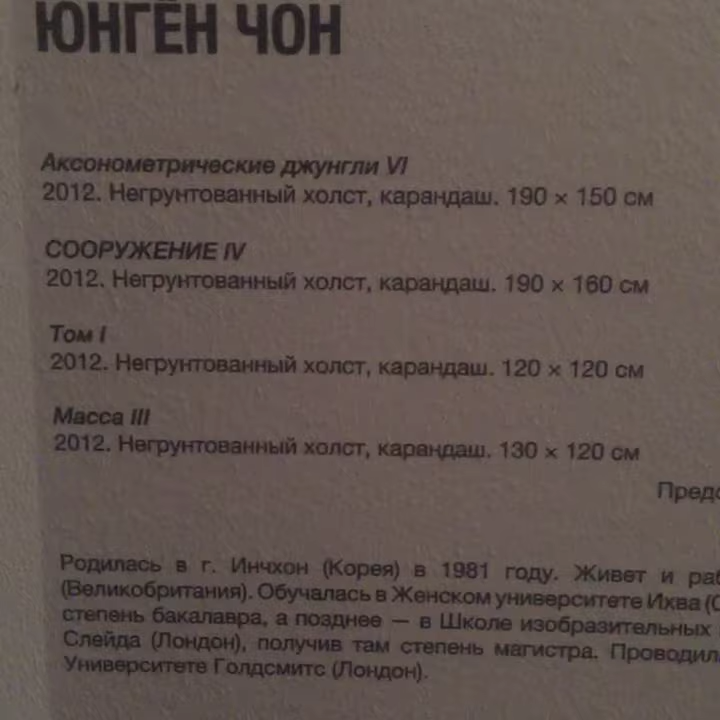 ЮНГЁН ЧОН
Аксонометрические джунгли VI
2012. Негрунтованный холст, карандаш. 190 × 150 см
СООРУЖЕНИЕ IV
2012. Негрунтованный холст, карандаш. 190 × 160 см
Том I
2012. Негрунтованный холст, карандаш. 120 × 120 см
Масса III
2012. Негрунтованный холст, карандаш. 130 × 120 см
Родилась в г. Инчхон (Корея) в 1981 году. Живет и
(Великобритания). Обучалась в Женском университете Ихва
степень бакалавра, а позднее — в Школе изобразительных
Слейда (Лондон), получив там степень магистра.
Университете Голдсмитс (Лондон).